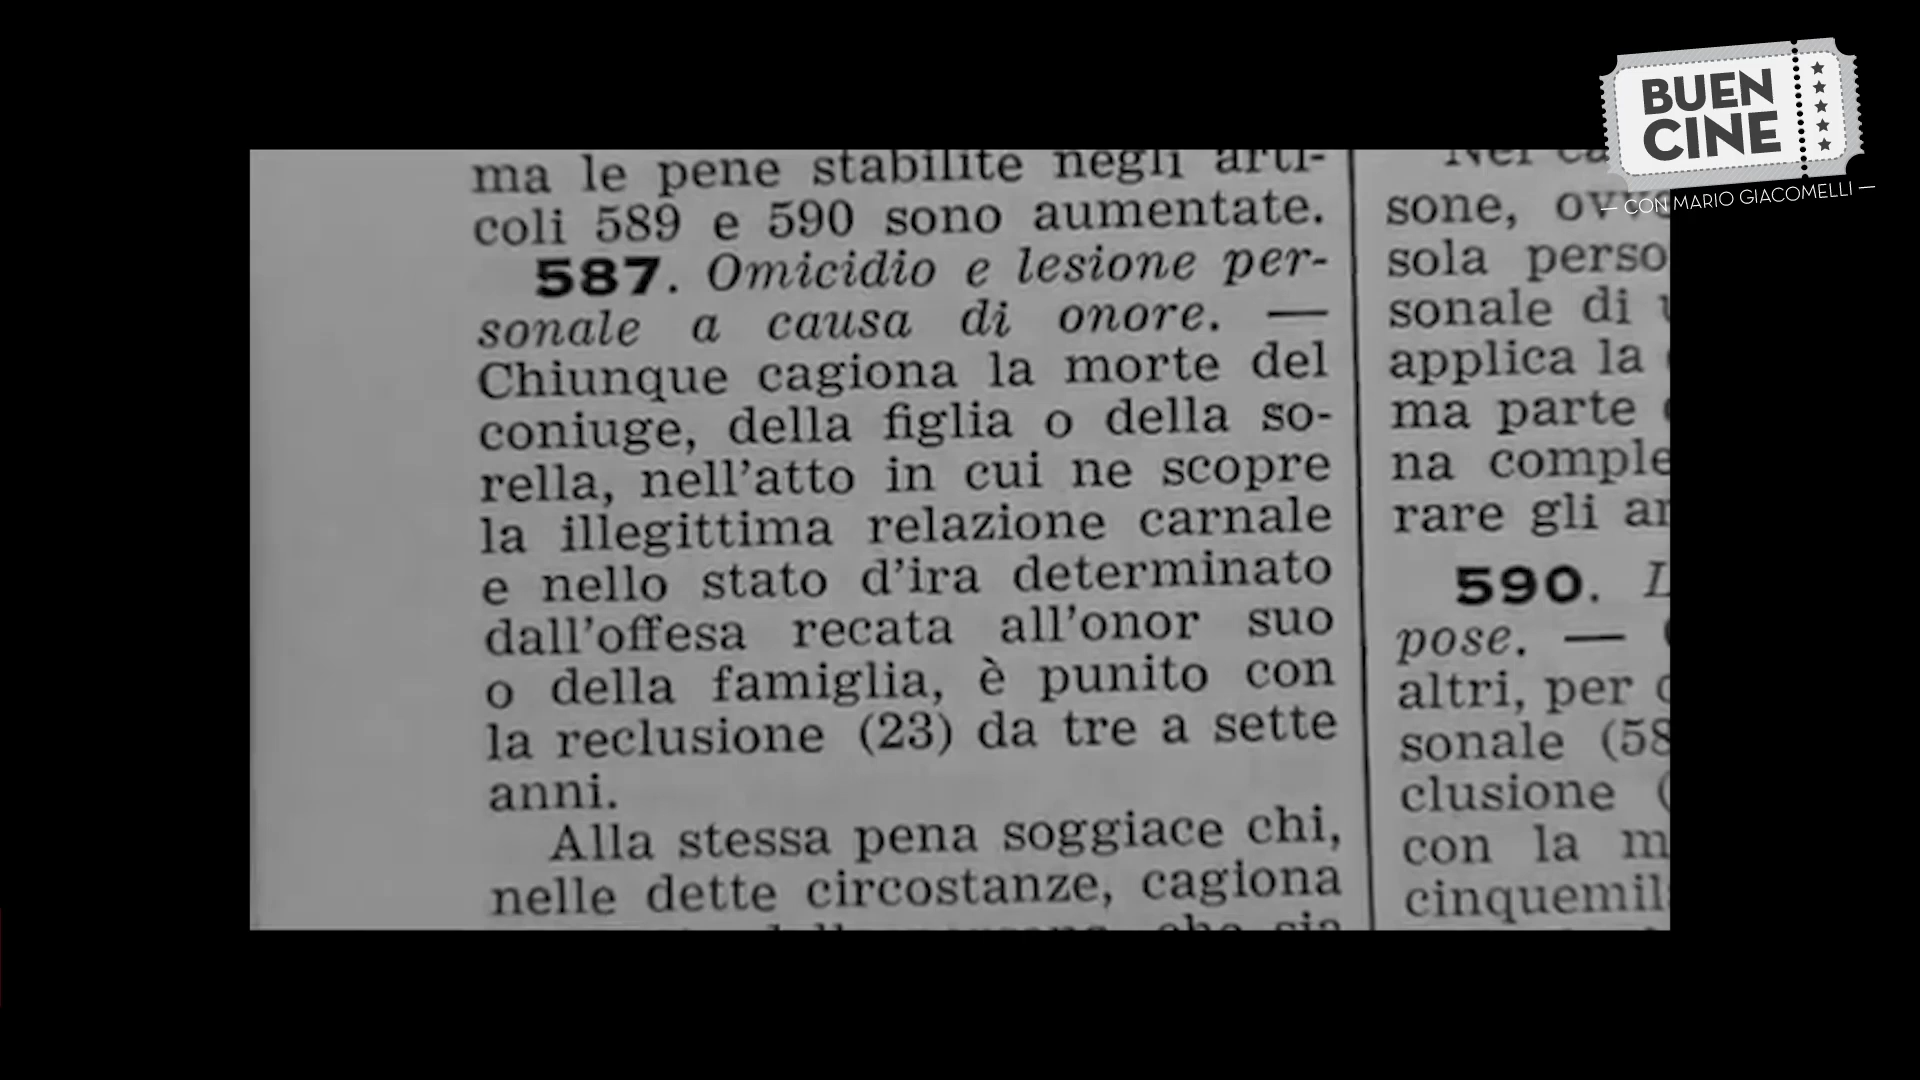 BUEN
CINE
— CON MARIO GIACOMELLI —
ma le pene stabilite negli arti-
coli 589 e 590 sono aumentate.
587. Omicidio e lesione per-
sonale a causa di onore. —
Chiunque cagiona la morte del
coniuge, della figlia o della so-
rella, nell'atto in cui ne scopre
la illegittima relazione carnale
e nello stato d'ira determinato
dall'offesa recata all'onor suo
o della famiglia, è punito con
la reclusione (23) da tre a sette
anni.
Alla stessa pena soggiace chi,
nelle dette circostanze, cagiona
che sia
sone,
sola perso
sonale di
applica la
ma parte
na comple
rare gli
590.
pose. —
altri, per
sonale (58
clusione (
con la m
cinquemil